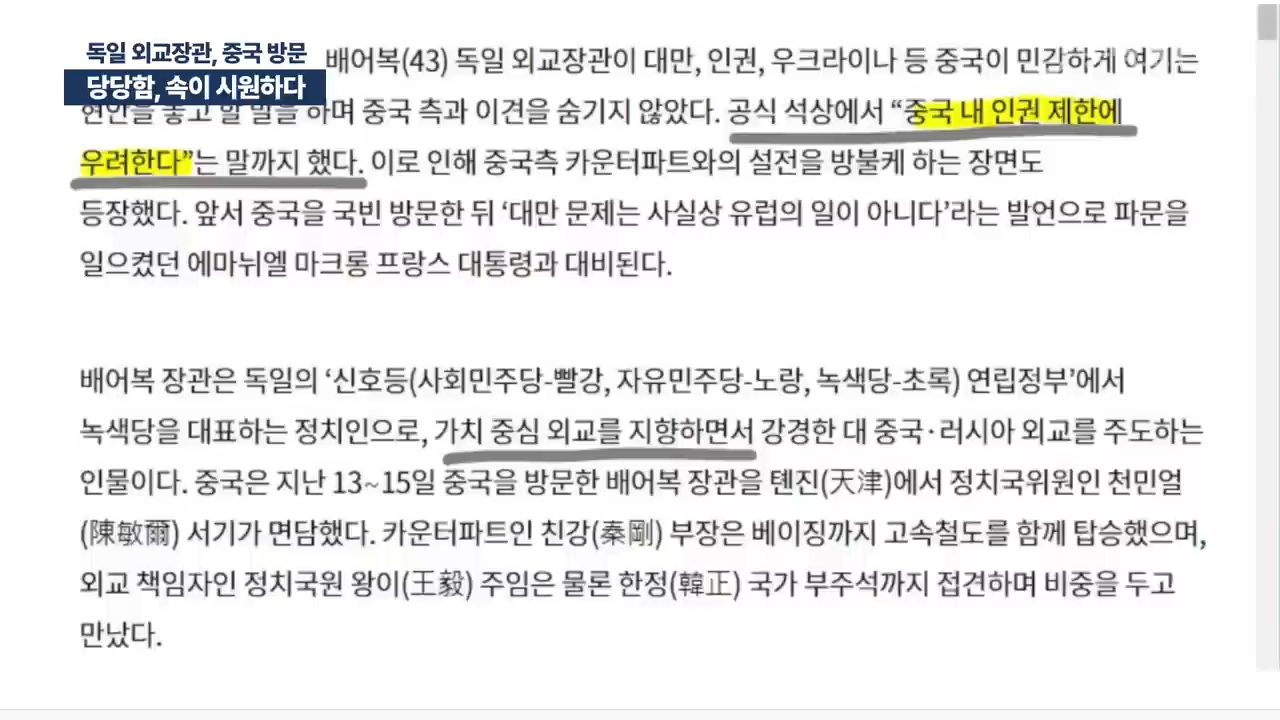 독일 외교장관, 중국 방문
당당함, 속이 시원하다
배어복(43) 독일 외교장관이 대만, 인권, 우크라이나 등 중국이 민감하게 여기는
현안을 놓고 할 말을 하며 중국 측과 이견을 숨기지 않았다. 공식 석상에서 “중국 내 인권 제한에
우려한다”는 말까지 했다. 이로 인해 중국측 카운터파트와의 설전을 방불케 하는 장면도
등장했다. 앞서 중국을 국빈 방문한 뒤 ‘대만 문제는 사실상 유럽의 일이 아니다’라는 발언으로 파문을
일으켰던 에마뉘엘 마크롱 프랑스 대통령과 대비된다.
배어복 장관은 독일의 ‘신호등(사회민주당-빨강, 자유민주당-노랑, 녹색당-초록) 연립정부’에서
녹색당을 대표하는 정치인으로, 가치 중심 외교를 지향하면서 강경한 대 중국·러시아 외교를 주도하는
인물이다. 중국은 지난 13~15일 중국을 방문한 배어복 장관을 톈진(天津)에서 정치국위원인 천민얼
(陳敏爾) 서기가 면담했다. 카운터파트인 친강(秦剛) 부장은 베이징까지 고속철도를 함께 탑승했으며,
외교 책임자인 정치국원 왕이(王毅) 주임은 물론 한정(韓正) 국가 부주석까지 접견하며 비중을 두고
만났다.